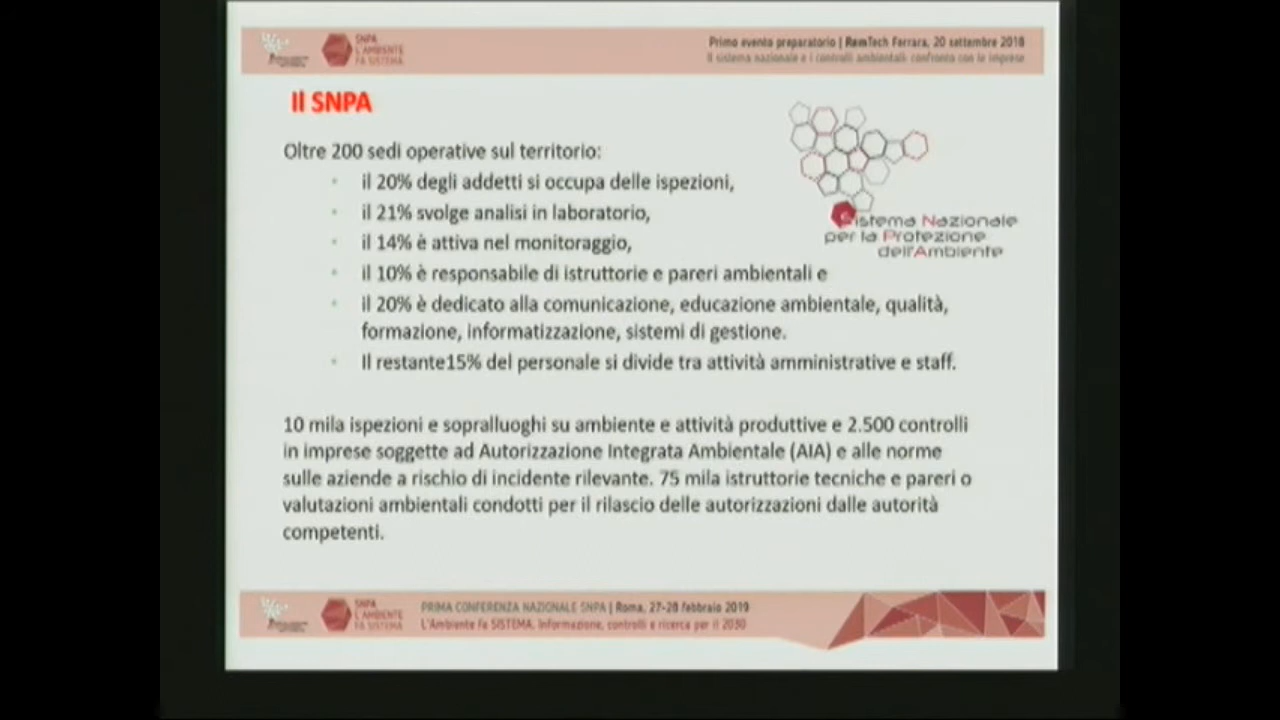 SNPA
L'AMBIENTE
FA SISTEMA
Primo evento preparatorio | RemTech Ferrara, 20 settembre 2018
Il sistema nazionale e i controlli ambientali: confronto con le imprese
Il SNPA
Oltre 200 sedi operative sul territorio:
il 20% degli addetti si occupa delle ispezioni,
il 21% svolge analisi in laboratorio,
il 14% è attiva nel monitoraggio,
il 10% è responsabile di istruttorie e pareri ambientali e
il 20% è dedicato alla comunicazione, educazione ambientale, qualità,
formazione, informatizzazione, sistemi di gestione.
Il restante15% del personale si divide tra attività amministrative e staff.
Sistema Nazionale
per la Protezione
dell'Ambiente
10 mila ispezioni e sopralluoghi su ambiente e attività produttive e 2.500 controlli
in imprese soggette ad Autorizzazione Integrata Ambientale (AIA) e alle norme
sulle aziende a rischio di incidente rilevante. 75 mila istruttorie tecniche e pareri o
valutazioni ambientali condotti per il rilascio delle autorizzazioni dalle autorità
competenti.
SNPA
L'AMBIENTE
FA SISTEMA
PRIMA CONFERENZA NAZIONALE SNPA | Roma, 27-28 febbraio 2019
L'Ambiente fa SISTEMA. Informazione, controlli e ricerca per il 2030